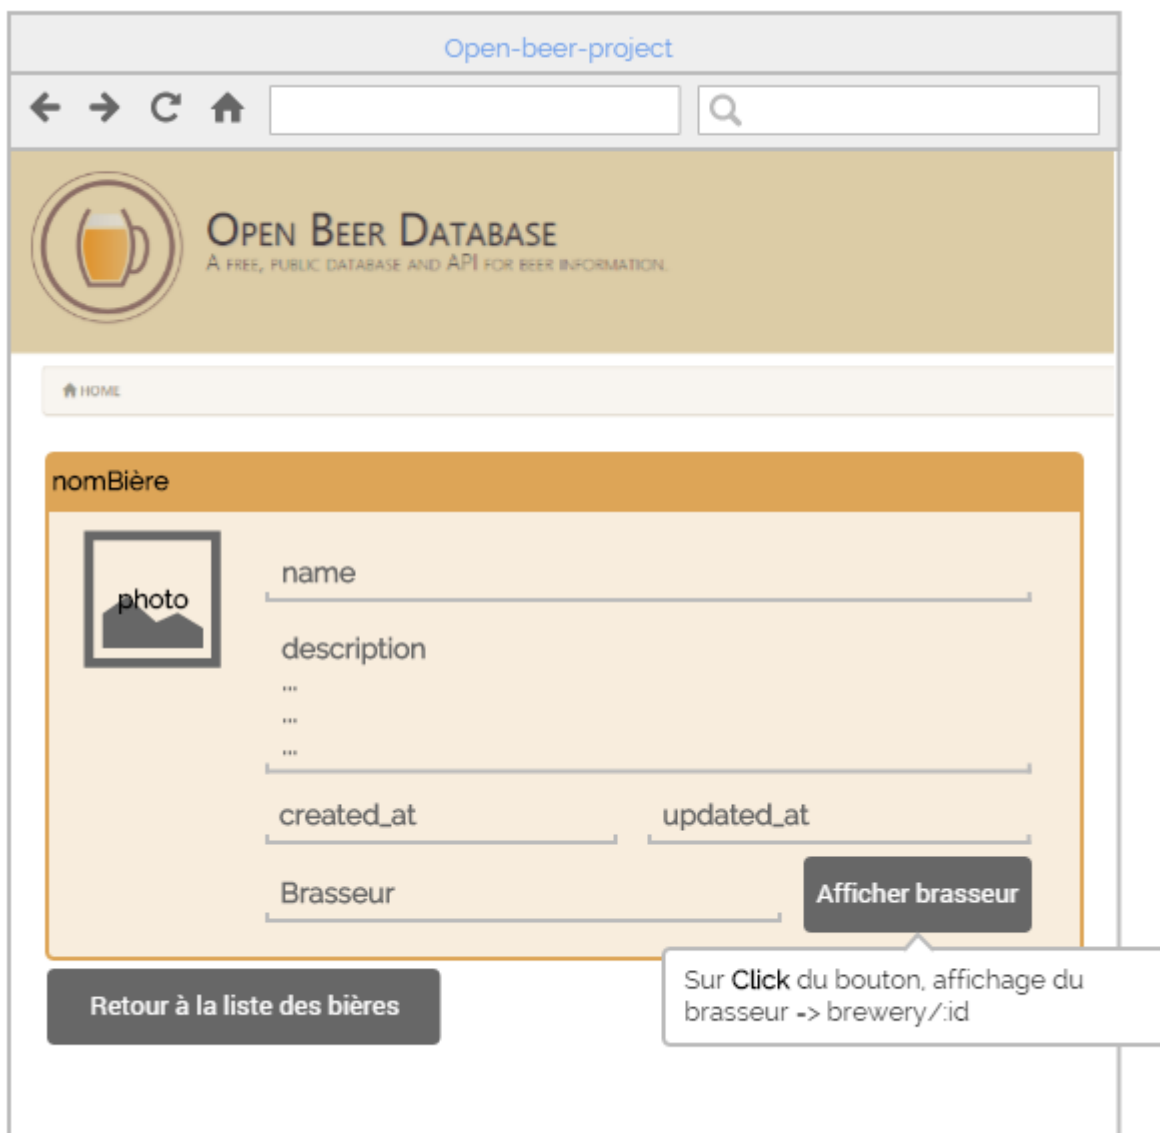 Open-beer-project
OPEN BEER DATABASE
A FREE, PUBLIC DATABASE AND API FOR BEER INFORMATION.
HOME
nomBière
photo
name
description
...
...
...
created_at
updated_at
Brasseur
Afficher brasseur
Sur Click du bouton, affichage du
brasseur => brewery/:id
Retour à la liste des bières